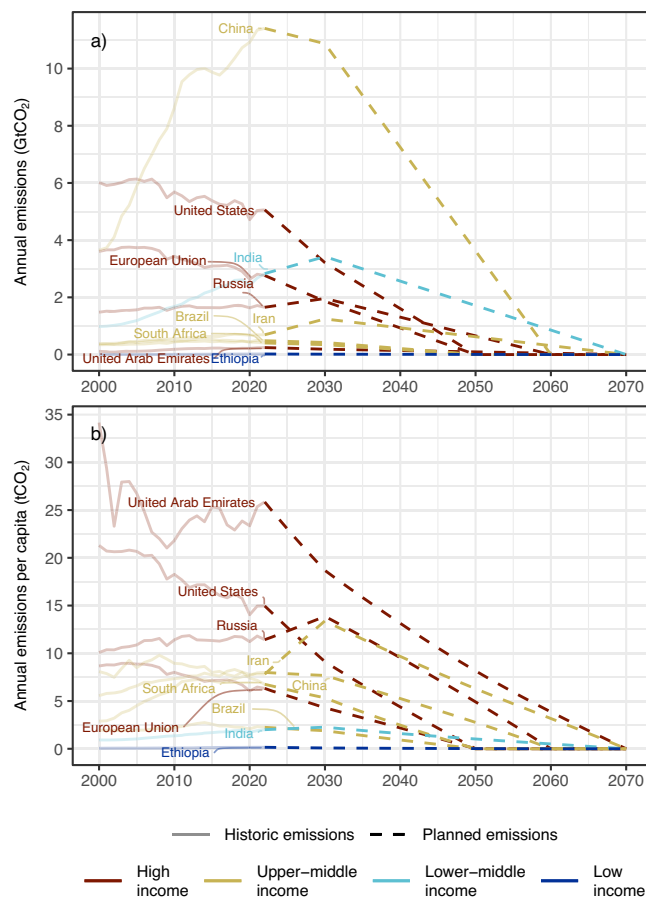 a)
Annual emissions (GtCO₂)
10
8
6
4
2
0
China
United States
European Union
India
Russia
Brazil
Iran
South Africa
United Arab Emirates
Ethiopia
2000 2010 2020 2030 2040 2050 2060 2070
b)
Annual emissions per capita (tCO₂)
35
30
25
20
15
10
5
0
United Arab Emirates
United States
Russia
Iran
South Africa
China
Brazil
European Union
India
Ethiopia
2000 2010 2020 2030 2040 2050 2060 2070
Historic emissions Planned emissions
High income
Upper−middle income
Lower−middle income
Low income